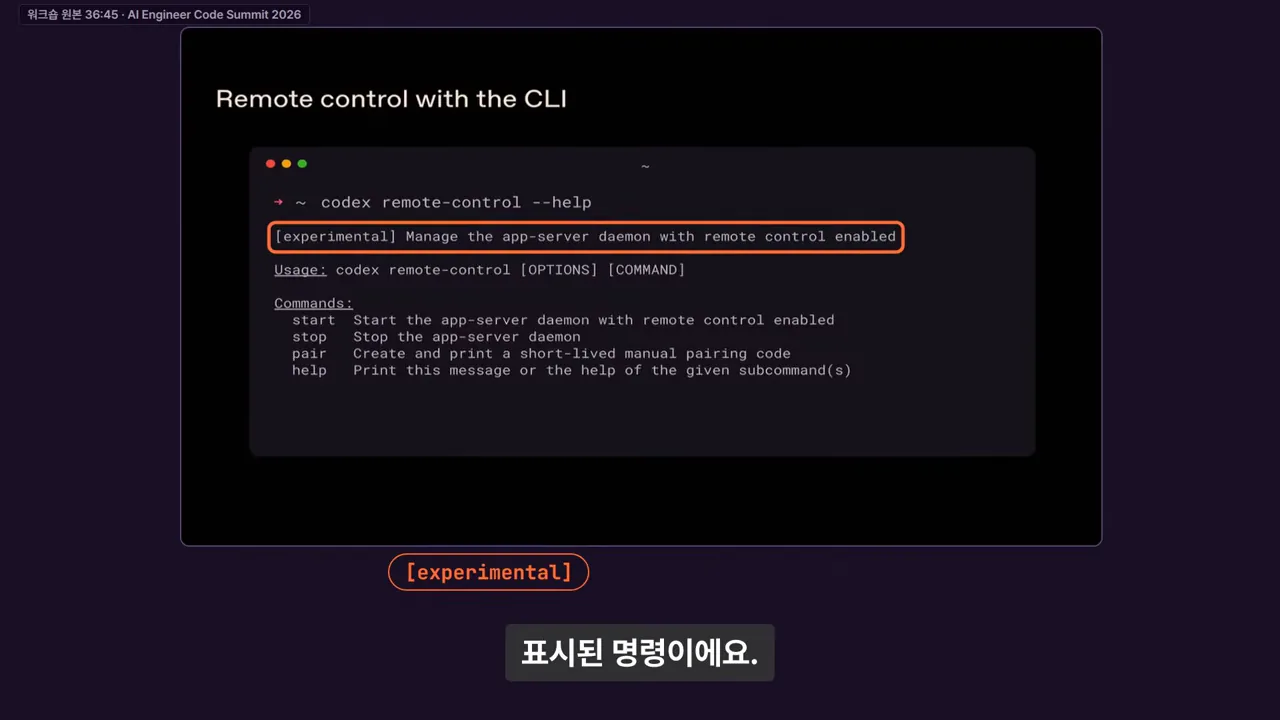 워크숍 원본 36:45 · AI Engineer Code Summit 2026
Remote control with the CLI
~
→ ~ codex remote-control --help
[experimental] Manage the app-server daemon with remote control enabled
Usage: codex remote-control [OPTIONS] [COMMAND]
Commands:
start Start the app-server daemon with remote control enabled
stop Stop the app-server daemon
pair Create and print a short-lived manual pairing code
help Print this message or the help of the given subcommand(s)
[experimental]
표시된 명령이에요.